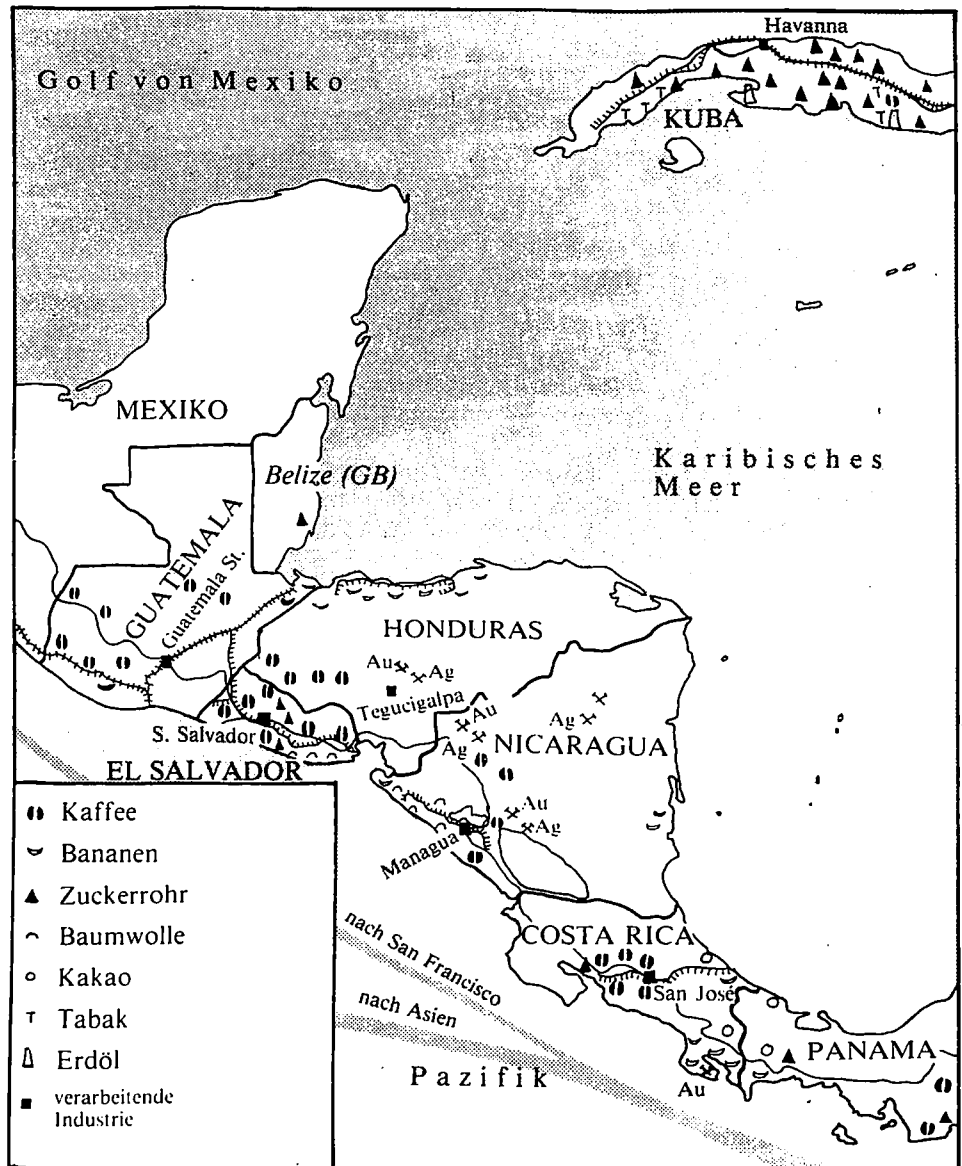 Havanna
Golf von Mexiko
T
T T T
KUBA
T
MEXIKO
Belize (GB)
Karibisches
Meer
GUATEMALA
Guatemala St.
HONDURAS
Au
Ag
Tegucigalpa
Au
Ag
Ag
NICARAGUA
S. Salvador
EL SALVADOR
Au
Ag
Managua
Kaffee
Bananen
Zuckerrohr
Baumwolle
Kakao
T Tabak
Erdöl
verarbeitende
Industrie
nach San Francisco
nach Asien
COSTA RICA
San José
PANAMA
Au
Pazifik